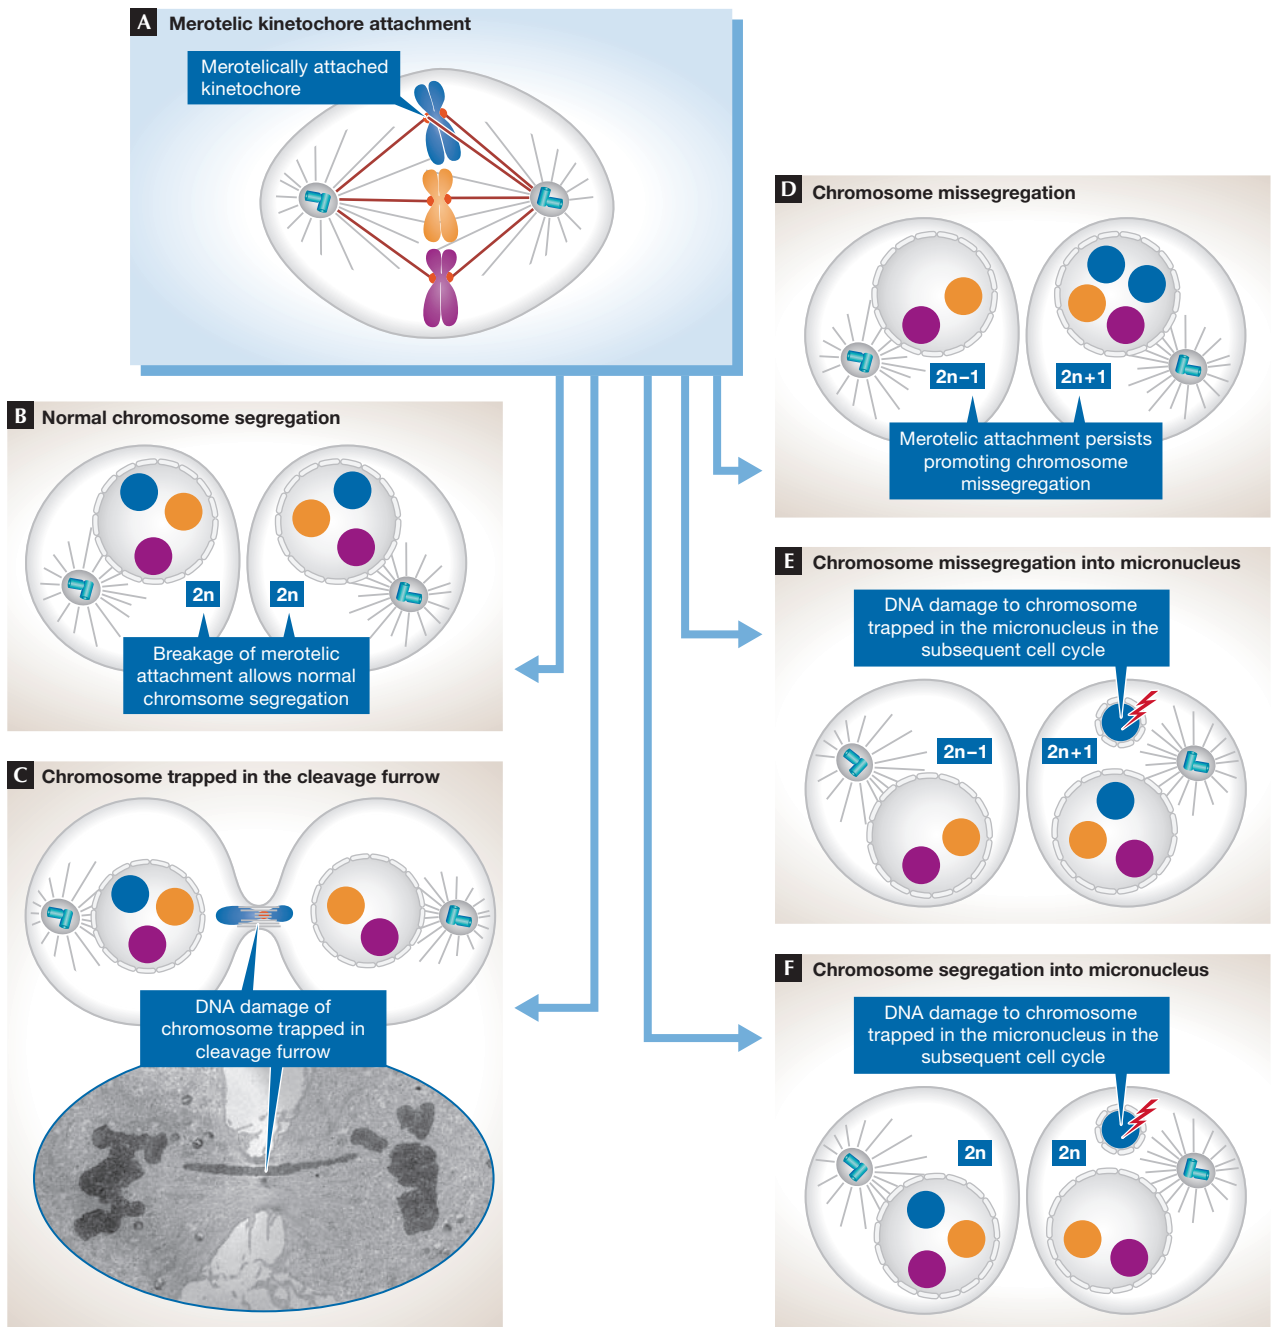 A Merotelic kinetochore attachment
Merotelically attached
kinetochore
B Normal chromosome segregation
2n
2n
Breakage of merotelic
attachment allows normal
chromsome segregation
C Chromosome trapped in the cleavage furrow
DNA damage of
chromosome trapped in
cleavage furrow
D Chromosome missegregation
2n−1
2n+1
Merotelic attachment persists
promoting chromosome
missegregation
E Chromosome missegregation into micronucleus
DNA damage to chromosome
trapped in the micronucleus in the
subsequent cell cycle
2n−1
2n+1
F Chromosome segregation into micronucleus
DNA damage to chromosome
trapped in the micronucleus in the
subsequent cell cycle
2n
2n